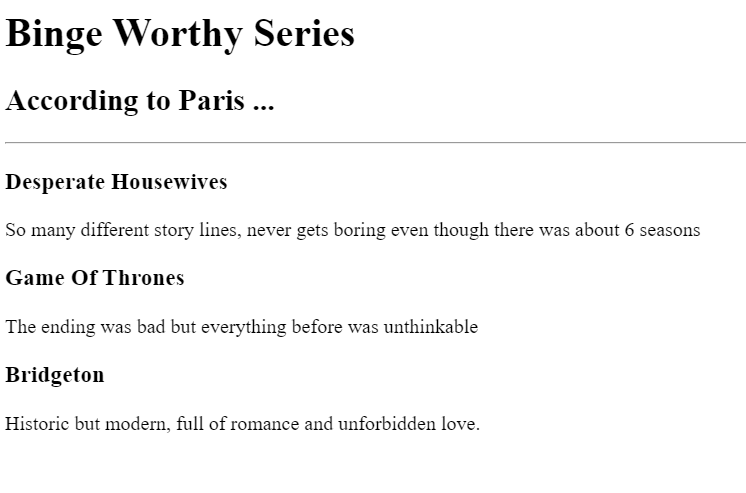 Binge Worthy Series
According to Paris ...
Desperate Housewives
So many different story lines, never gets boring even though there was about 6 seasons
Game Of Thrones
The ending was bad but everything before was unthinkable
Bridgeton
Historic but modern, full of romance and unforbidden love.